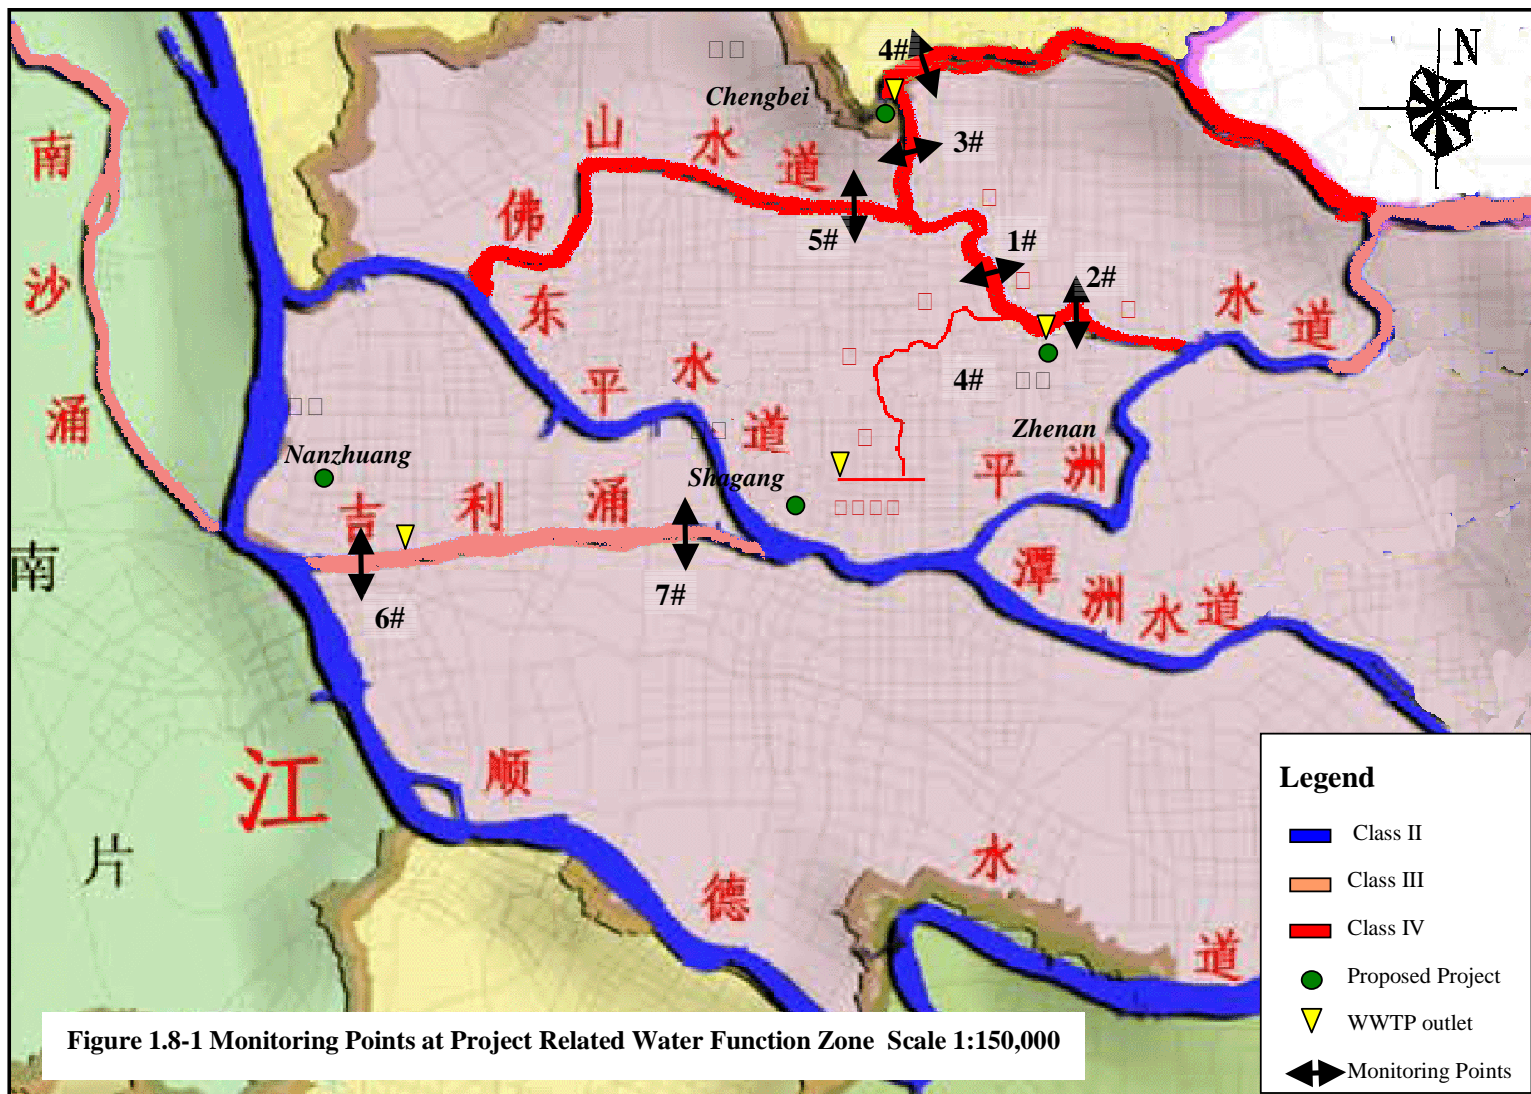 N
4#
Chengbei
南
山
水
道
3#
佛
5#
1#
2#
沙
东
水
道
平
水
4#
涌
道
Zhenan
Nanzhuang
Shagang
平
洲
吉
利
涌
南
潭
洲
水
道
6#
7#
江
顺
片
德
水
道
Legend
Class II
Class III
Class IV
Proposed Project
WWTP outlet
Monitoring Points
Figure 1.8-1 Monitoring Points at Project Related Water Function Zone Scale 1:150,000